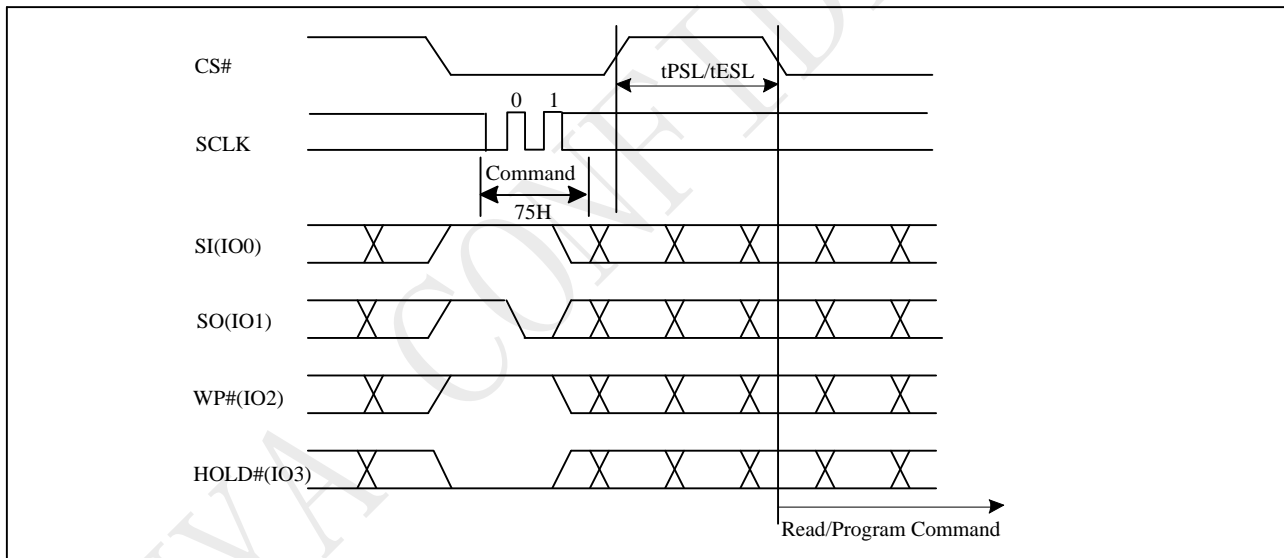 CS#
tPSL/tESL
0 1
SCLK
Command
75H
SI(IO0)
SO(IO1)
WP#(IO2)
HOLD#(IO3)
Read/Program Command